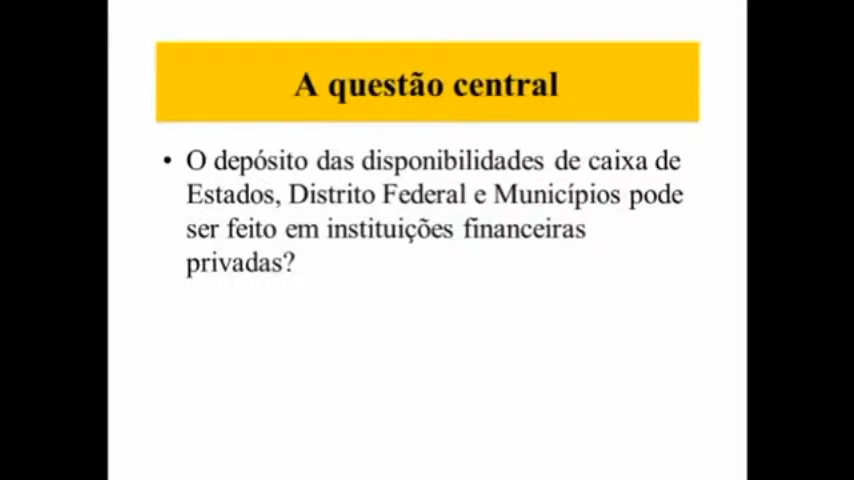 A questão central
• O depósito das disponibilidades de caixa de
Estados, Distrito Federal e Municípios pode
ser feito em instituições financeiras
privadas?